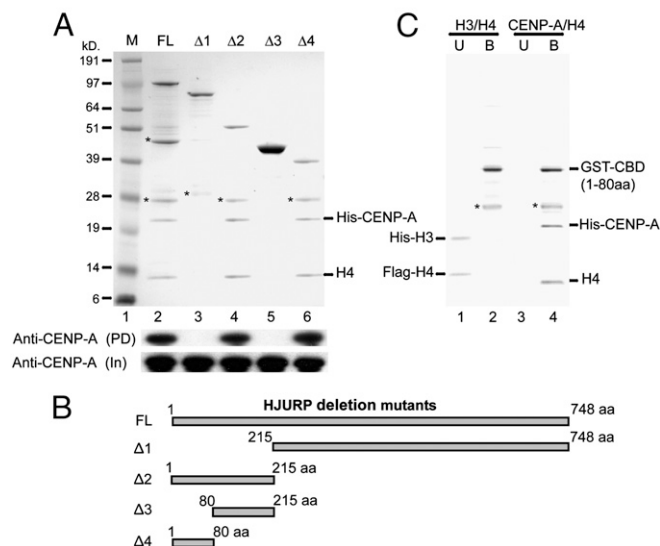 A
kD. M FL Δ1 Δ2 Δ3 Δ4
191
97
64
51
*
39
28
* * * *
19
His-CENP-A
14
H4
6
1 2 3 4 5 6
Anti-CENP-A (PD)
Anti-CENP-A (In)
C
H3/H4 CENP-A/H4
U B U B
GST-CBD
(1-80aa)
* *
His-CENP-A
His-H3
Flag-H4
H4
1 2 3 4
B
HJURP deletion mutants
FL 1 748 aa
Δ1 215 748 aa
Δ2 1 215 aa
Δ3 80 215 aa
Δ4 1 80 aa